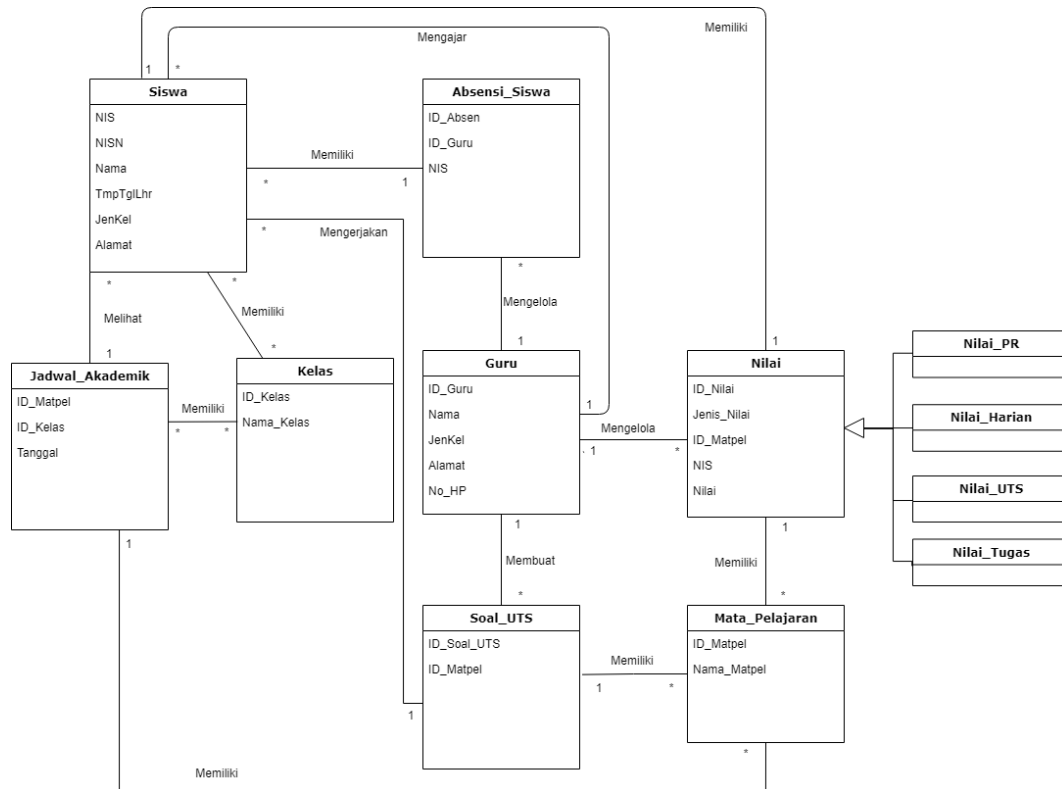 Memiliki
Mengajar
1
*
Siswa
NIS
NISN
Nama
TmpTglLhr
JenKel
Alamat
Memiliki
*
1
Absensi_Siswa
ID_Absen
ID_Guru
NIS
*
Mengerjakan
*
*
Memiliki
*
Melihat
1
*
Mengelola
1
1
Jadwal_Akademik
ID_Matpel
ID_Kelas
Tanggal
Memiliki
*
*
Kelas
ID_Kelas
Nama_Kelas
Guru
ID_Guru
Nama
JenKel
Alamat
No_HP
1
Mengelola
. 1
*
Nilai
ID_Nilai
Jenis_Nilai
ID_Matpel
NIS
Nilai
Nilai_PR
Nilai_Harian
Nilai_UTS
Nilai_Tugas
1
1
Membuat
*
1
Memiliki
*
Soal_UTS
ID_Soal_UTS
ID_Matpel
1
Memiliki
1
*
Mata_Pelajaran
ID_Matpel
Nama_Matpel
*
Memiliki